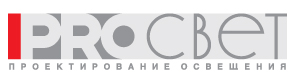 PROСВЕТ
ПРОЕКТИРОВАНИЕ ОСВЕЩЕНИЯ